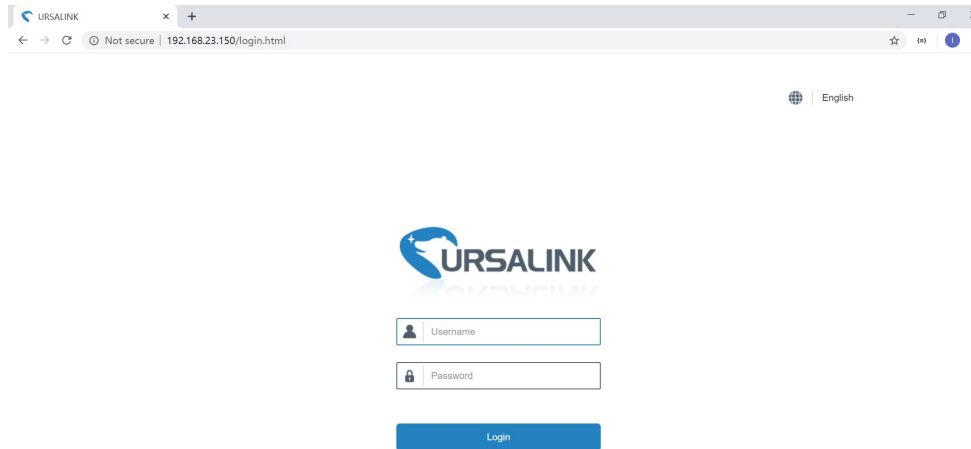 URSALINK
Not secure | 192.168.23.150/login.html
English
URSALINK
Username
Password
Login